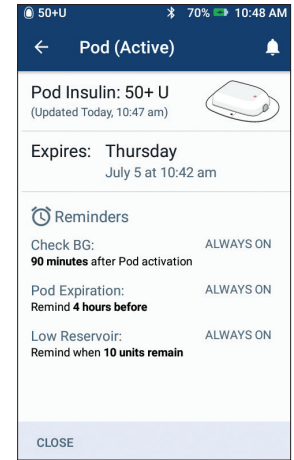 50+U 70% 10:48 AM
Pod (Active)
Pod Insulin: 50+ U
(Updated Today, 10:47 am)
Expires: Thursday
July 5 at 10:42 am
Reminders
Check BG: ALWAYS ON
90 minutes after Pod activation
Pod Expiration: ALWAYS ON
Remind 4 hours before
Low Reservoir: ALWAYS ON
Remind when 10 units remain
CLOSE